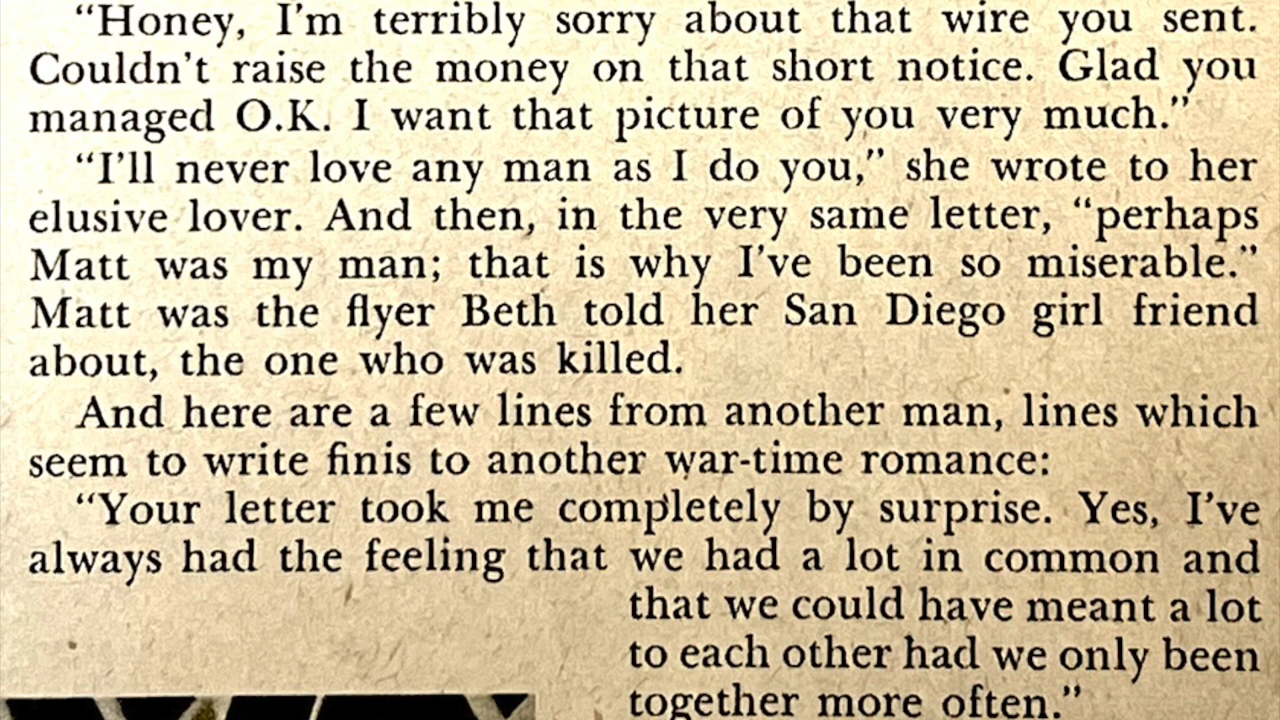 “Honey, I’m terribly sorry about that wire you sent.
Couldn’t raise the money on that short notice. Glad you
managed O.K. I want that picture of you very much.”
“I’ll never love any man as I do you,” she wrote to her
elusive lover. And then, in the very same letter, “perhaps
Matt was my man; that is why I’ve been so miserable.”
Matt was the flyer Beth told her San Diego girl friend
about, the one who was killed.
And here are a few lines from another man, lines which
seem to write finis to another war-time romance:
“Your letter took me completely by surprise. Yes, I’ve
always had the feeling that we had a lot in common and
that we could have meant a lot
to each other had we only been
together more often.”